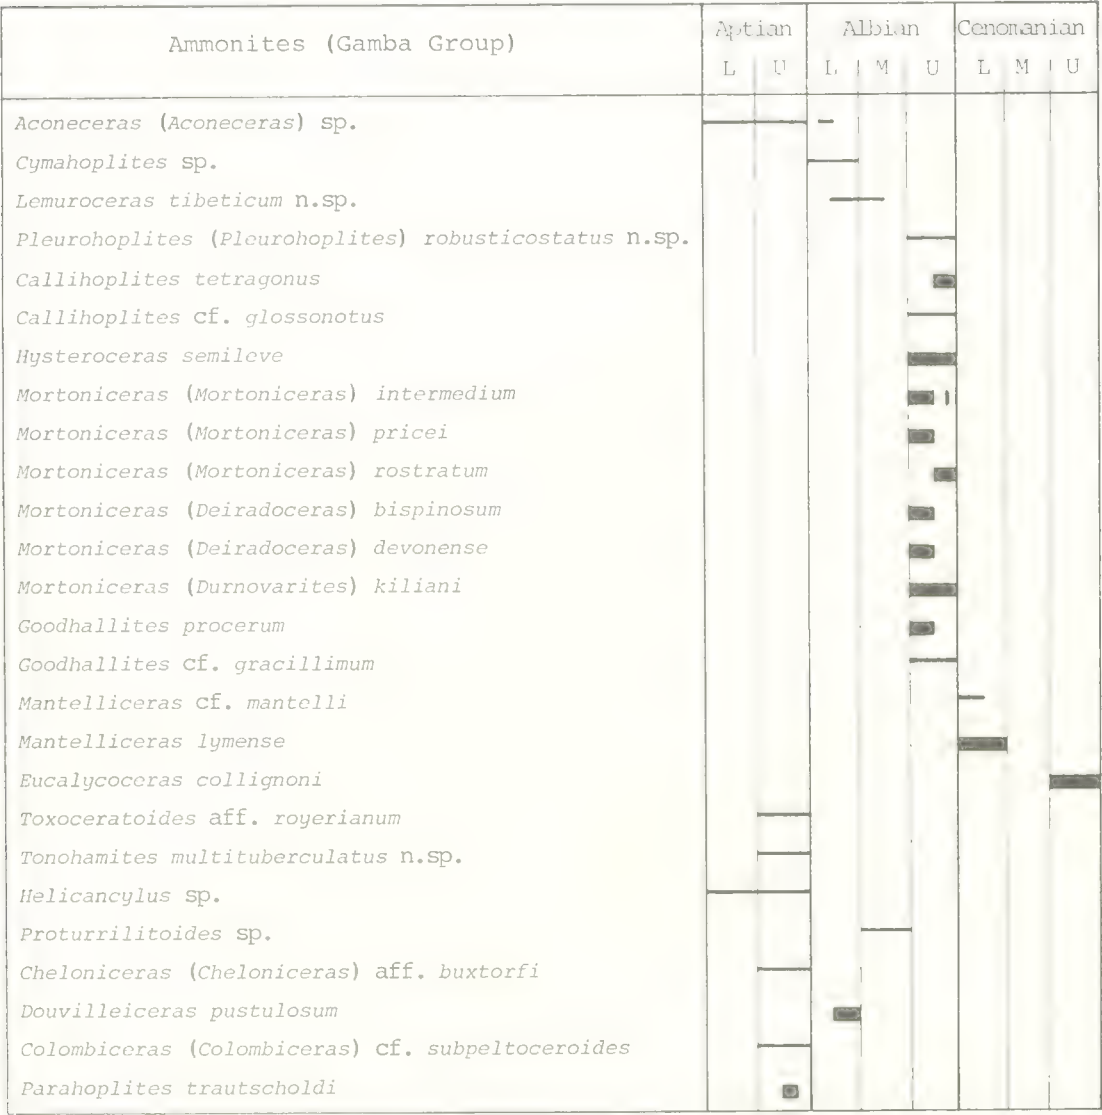 Ammonites (Gamba Group) Aptian Albian Cenomanian
L U L M U L M U
Aconeceras (Aconeceras) sp.
Cymahoplites sp.
Lemuroceras tibeticum n.sp.
Pleurohoplites (Pleurohoplites) robusticostatus n.sp.
Callihoplites tetragonus
Callihoplites cf. glossonotus
Hysteroceras semileve
Mortoniceras (Mortoniceras) intermedium
Mortoniceras (Mortoniceras) pricei
Mortoniceras (Mortoniceras) rostratum
Mortoniceras (Deiradoceras) bispinosum
Mortoniceras (Deiradoceras) devonense
Mortoniceras (Durnovarites) kiliani
Goodhallites procerum
Goodhallites cf. gracillimum
Mantelliceras cf. mantelli
Mantelliceras lymense
Eucalycoceras collignoni
Toxoceratoides aff. royerianum
Tonohamites multituberculatus n.sp.
Helicancylus sp.
Proturrilitoides sp.
Cheloniceras (Cheloniceras) aff. buxtorfi
Douvilleiceras pustulosum
Colombiceras (Colombiceras) cf. subpeltoceroides
Parahoplites trautscholdi